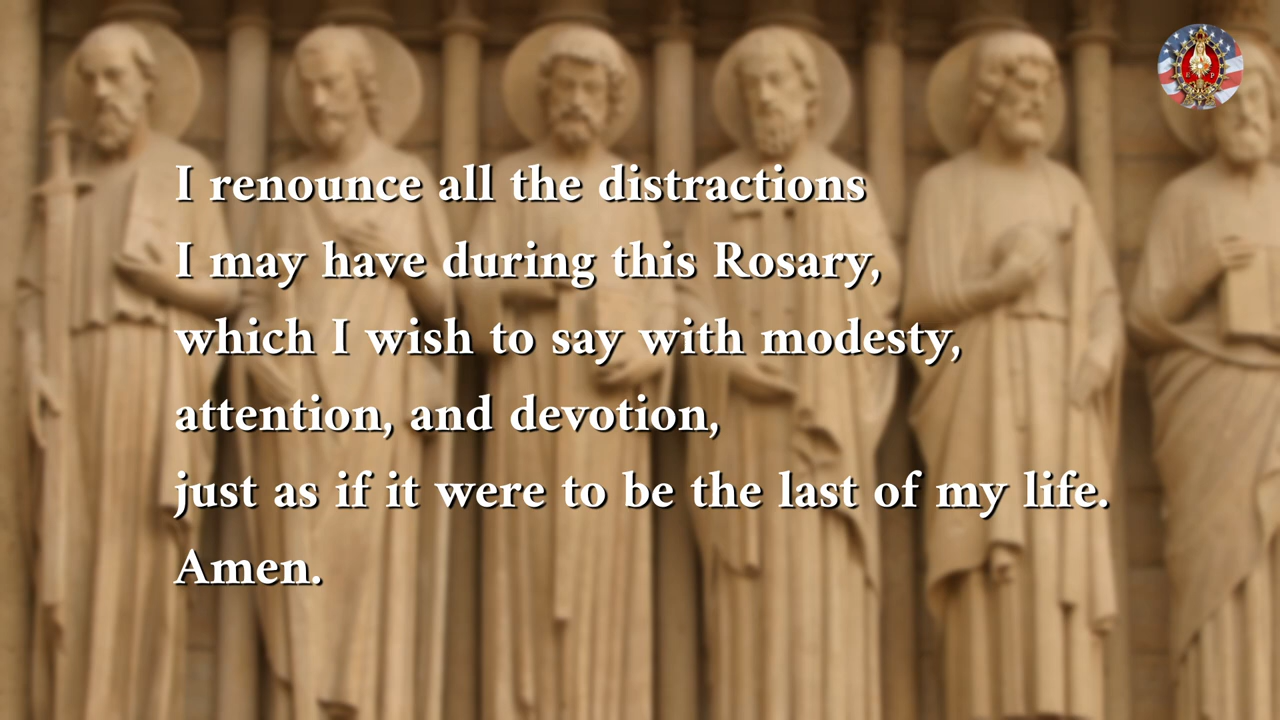 I renounce all the distractions
I may have during this Rosary,
which I wish to say with modesty,
attention, and devotion,
just as if it were to be the last of my life.
Amen.